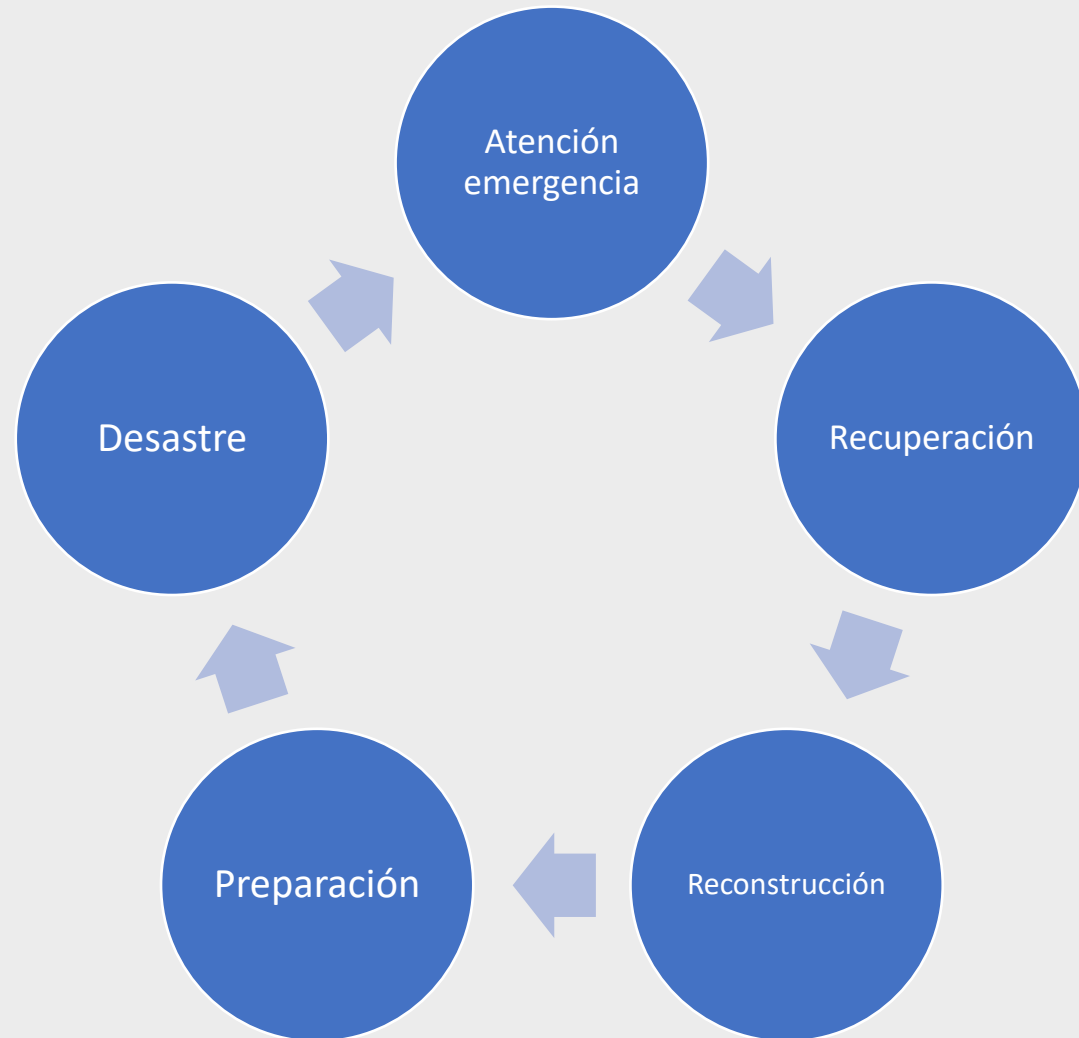 Atención
emergencia
Recuperación
Reconstrucción
Preparación
Desastre